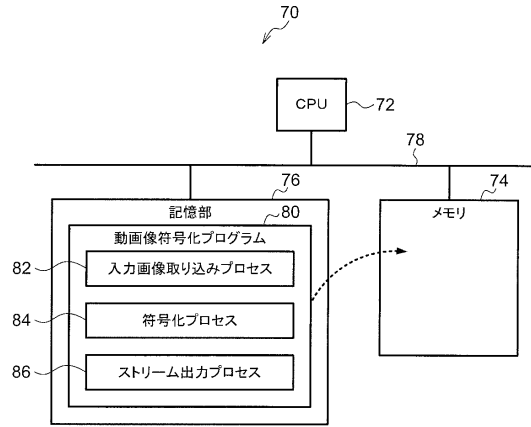 70
CPU
72
78
76
74
記憶部
80
メモリ
動画像符号化プログラム
82
入力画像取り込みプロセス
84
符号化プロセス
86
ストリーム出力プロセス